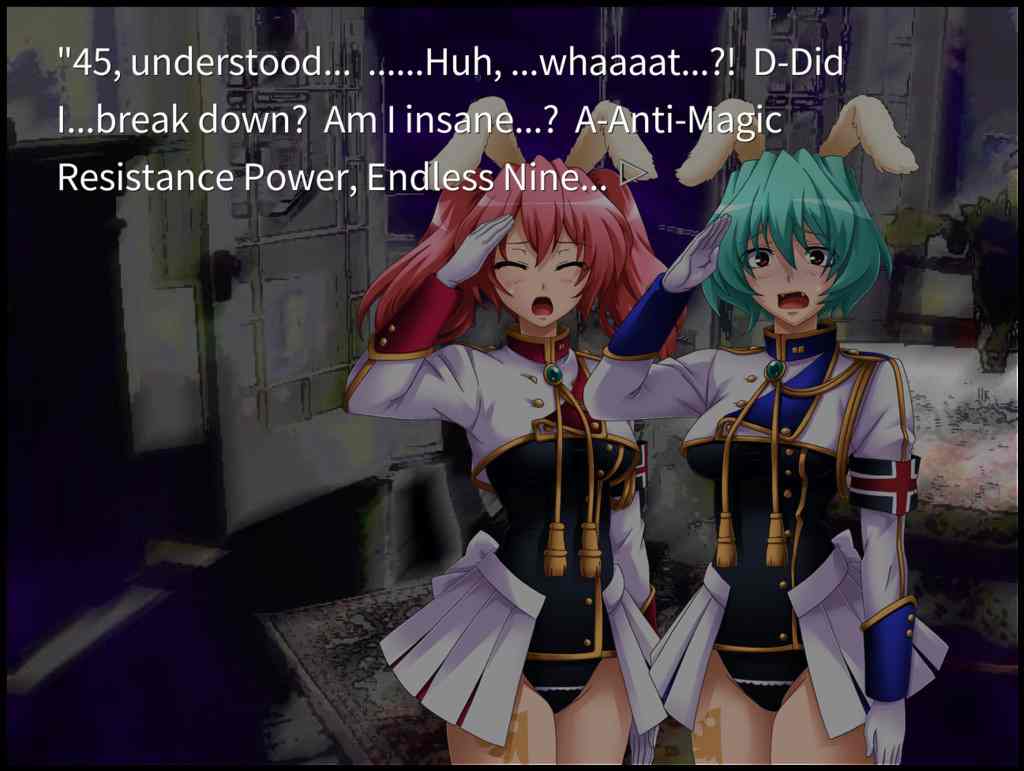 "45, understood...  ......Huh, ...whaaaat...?!  D-Did
I...break down?  Am I insane...?  A-Anti-Magic
Resistance Power, Endless Nine...